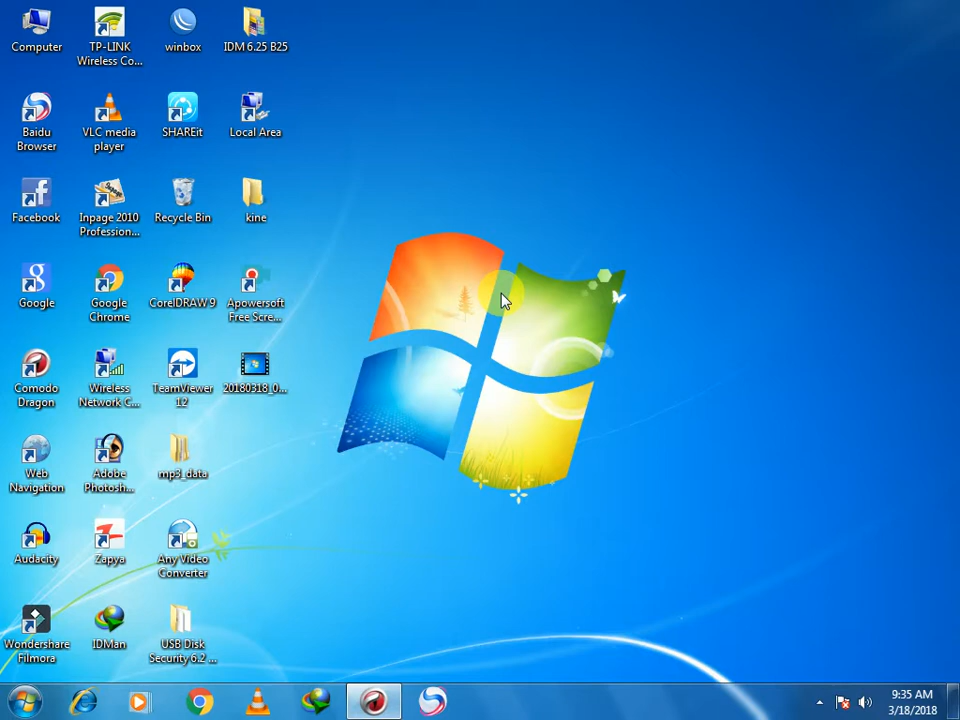 Computer
TP-LINK
Wireless Co...
winbox
IDM 6.25 B25
Baidu
Browser
VLC media
player
SHAREit
Local Area
Facebook
Inpage 2010
Profession...
Recycle Bin
kine
Google
Google
Chrome
CorelDRAW 9
Apowersoft
Free Scre...
Comodo
Dragon
Wireless
Network C...
TeamViewer
12
20180318_0...
Web
Navigation
Adobe
Photosh...
mp3_data
Audacity
Zapya
Any Video
Converter
Wondershare
Filmora
IDMan
USB Disk
Security 6.2 ...
9:35 AM
3/18/2018